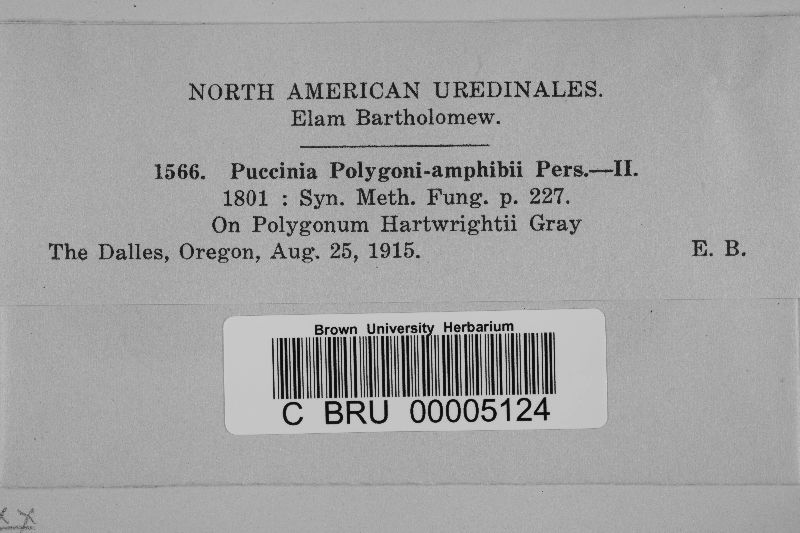 NORTH AMERICAN UREDINALES.
Elam Bartholomew.
1566. Puccinia Polygoni-amphibii Pers.—II.
1801 : Syn. Meth. Fung. p. 227.
On Polygonum Hartwrightii Gray
The Dalles, Oregon, Aug. 25, 1915. E. B.
Brown University Herbarium
C BRU 00005124